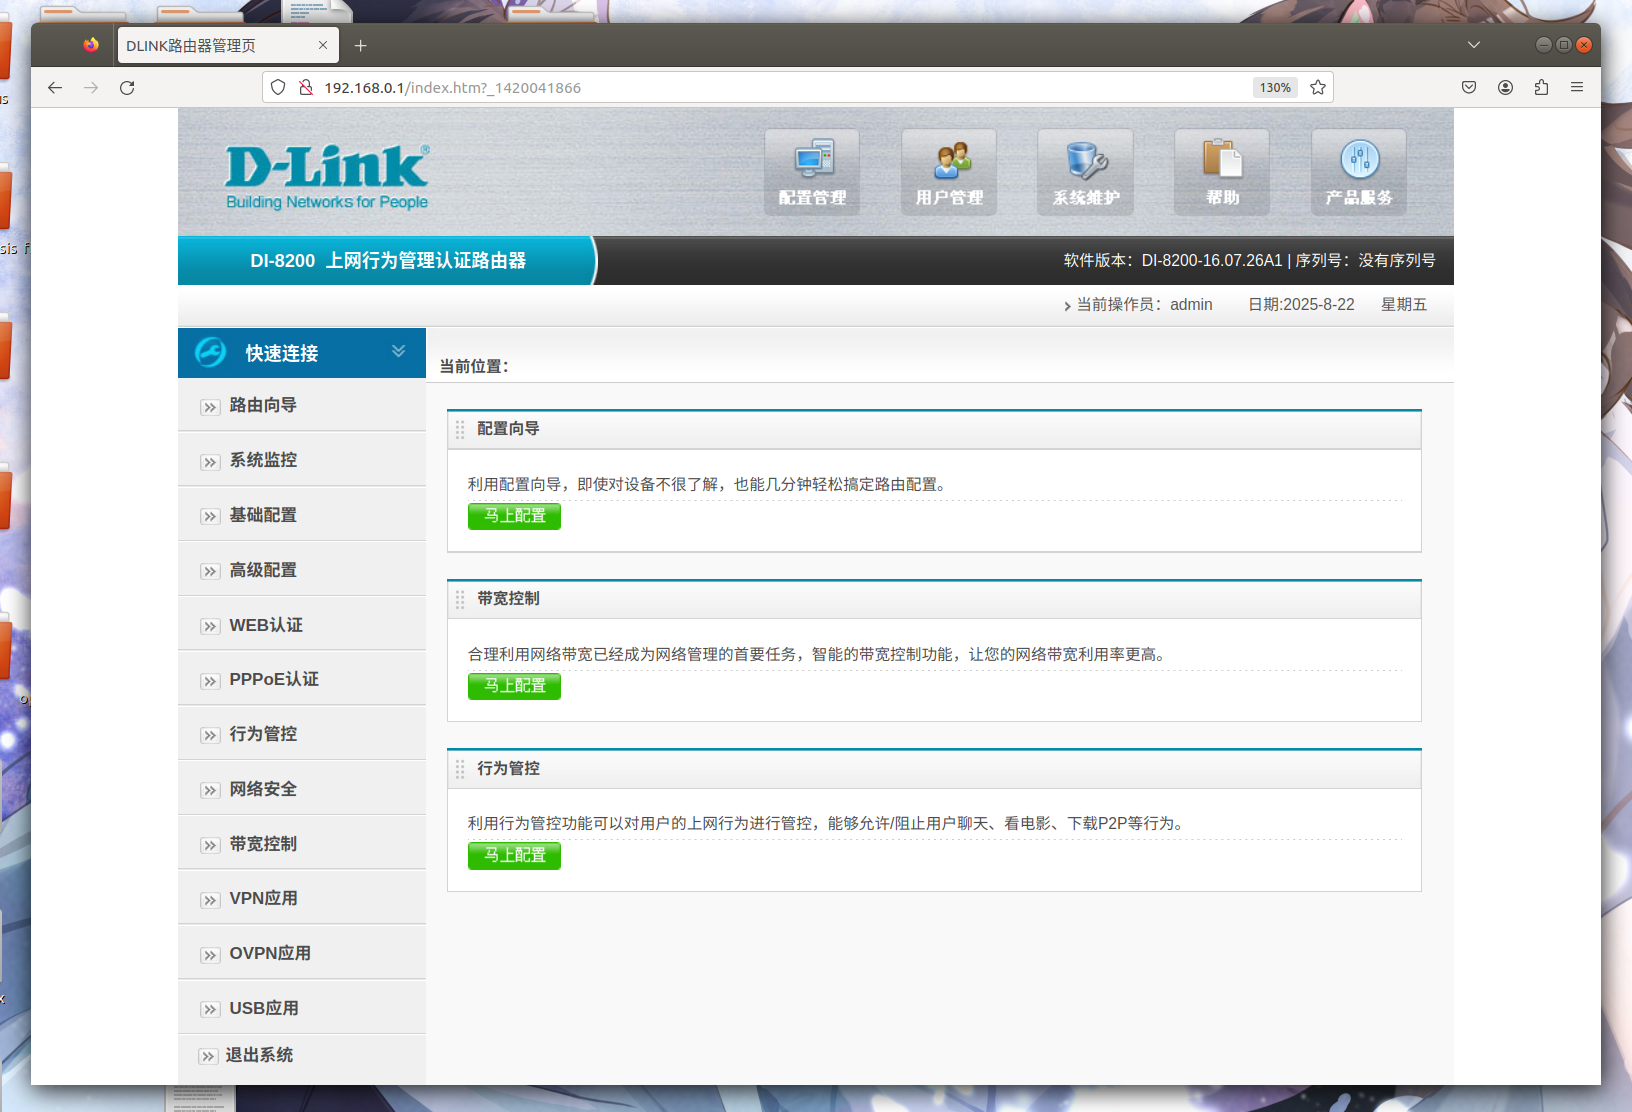 DLINK路由器管理页
192.168.0.1/index.htm?_1420041866
130%
D-Link®
Building Networks for People
配置管理
用户管理
系统维护
帮助
产品服务
DI-8200 上网行为管理认证路由器
软件版本：DI-8200-16.07.26A1 | 序列号：没有序列号
当前操作员：admin 日期:2025-8-22 星期五
快速连接
路由向导
系统监控
基础配置
高级配置
WEB认证
PPPoE认证
行为管控
网络安全
带宽控制
VPN应用
OVPN应用
USB应用
退出系统
当前位置：
配置向导
利用配置向导，即使对设备不很了解，也能几分钟轻松搞定路由配置。
马上配置
带宽控制
合理利用网络带宽已经成为网络管理的首要任务，智能的带宽控制功能，让您的网络带宽利用率更高。
马上配置
行为管控
利用行为管控功能可以对用户的上网行为进行管控，能够允许/阻止用户聊天、看电影、下载P2P等行为。
马上配置